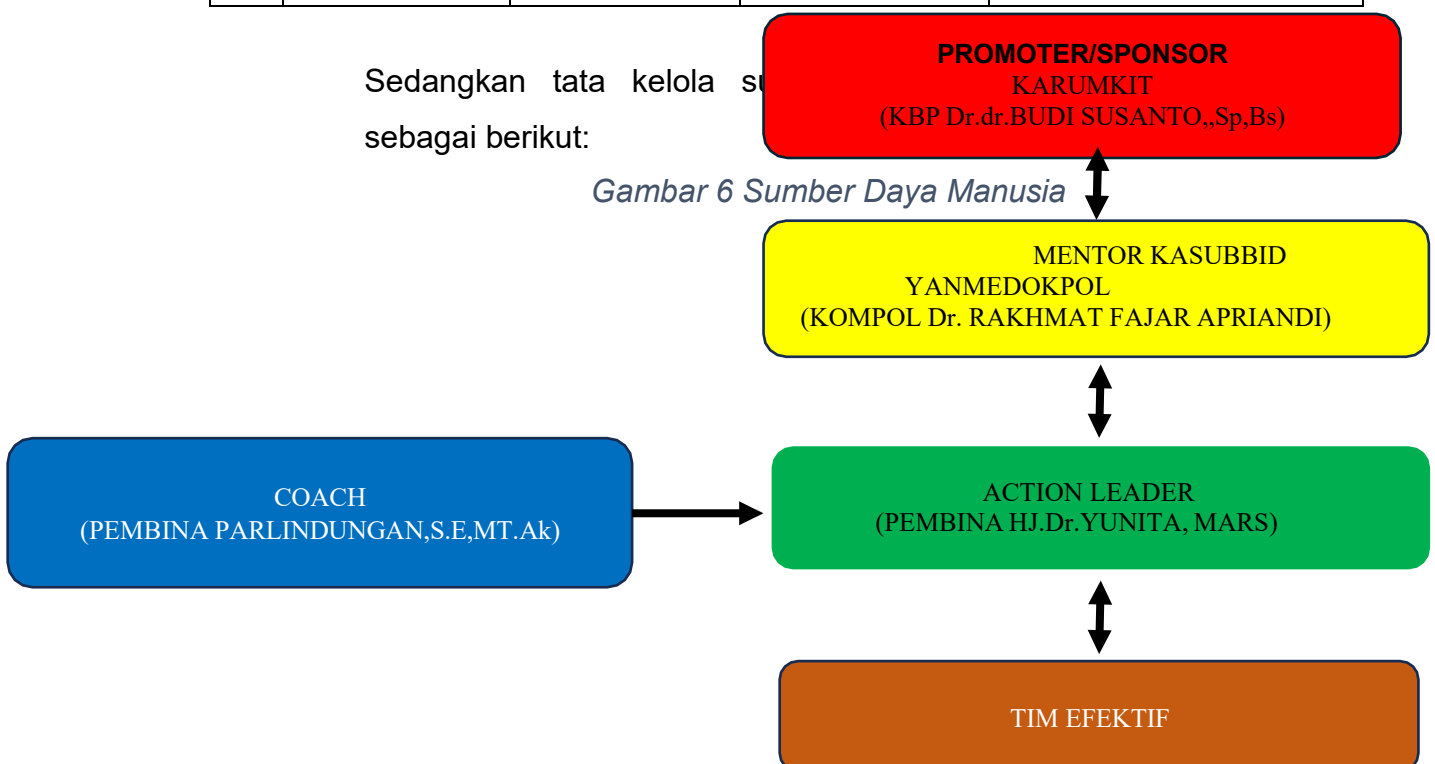 Sedangkan tata kelola
sebagai berikut:
Gambar 6 Sumber Daya Manusia
PROMOTER/SPONSOR
KARUMKIT
(KBP Dr.dr.BUDI SUSANTO,,Sp,Bs)
MENTOR KASUBBID
YANMEDOKPOL
(KOMPOL Dr. RAKHMAT FAJAR APRIANDI)
COACH
(PEMBINA PARLINDUNGAN,S.E,MT.Ak)
ACTION LEADER
(PEMBINA HJ.Dr.YUNITA, MARS)
TIM EFEKTIF